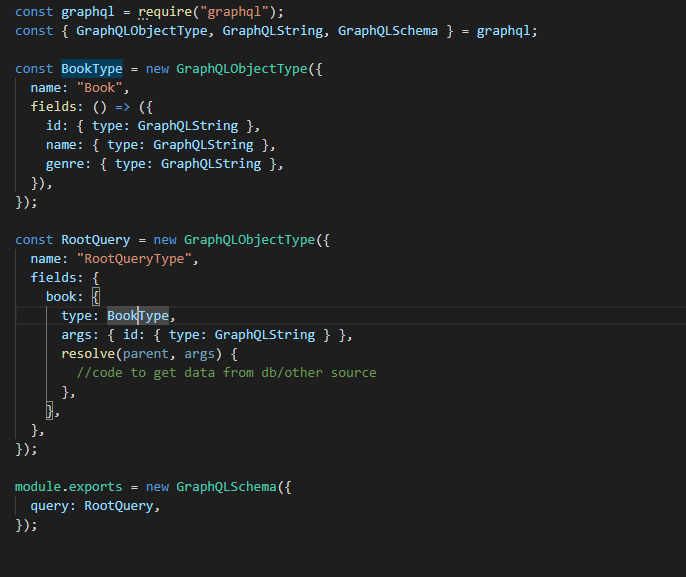 const graphql = require("graphql");
const { GraphQLObjectType, GraphQLString, GraphQLSchema } = graphql;
const BookType = new GraphQLObjectType({
name: "Book",
fields: () => ({
id: { type: GraphQLString },
name: { type: GraphQLString },
genre: { type: GraphQLString },
}),
});
const RootQuery = new GraphQLObjectType({
name: "RootQueryType",
fields: {
book: {
type: BookType,
args: { id: { type: GraphQLString } },
resolve(parent, args) {
//code to get data from db/other source
},
},
},
});
module.exports = new GraphQLSchema({
query: RootQuery,
});